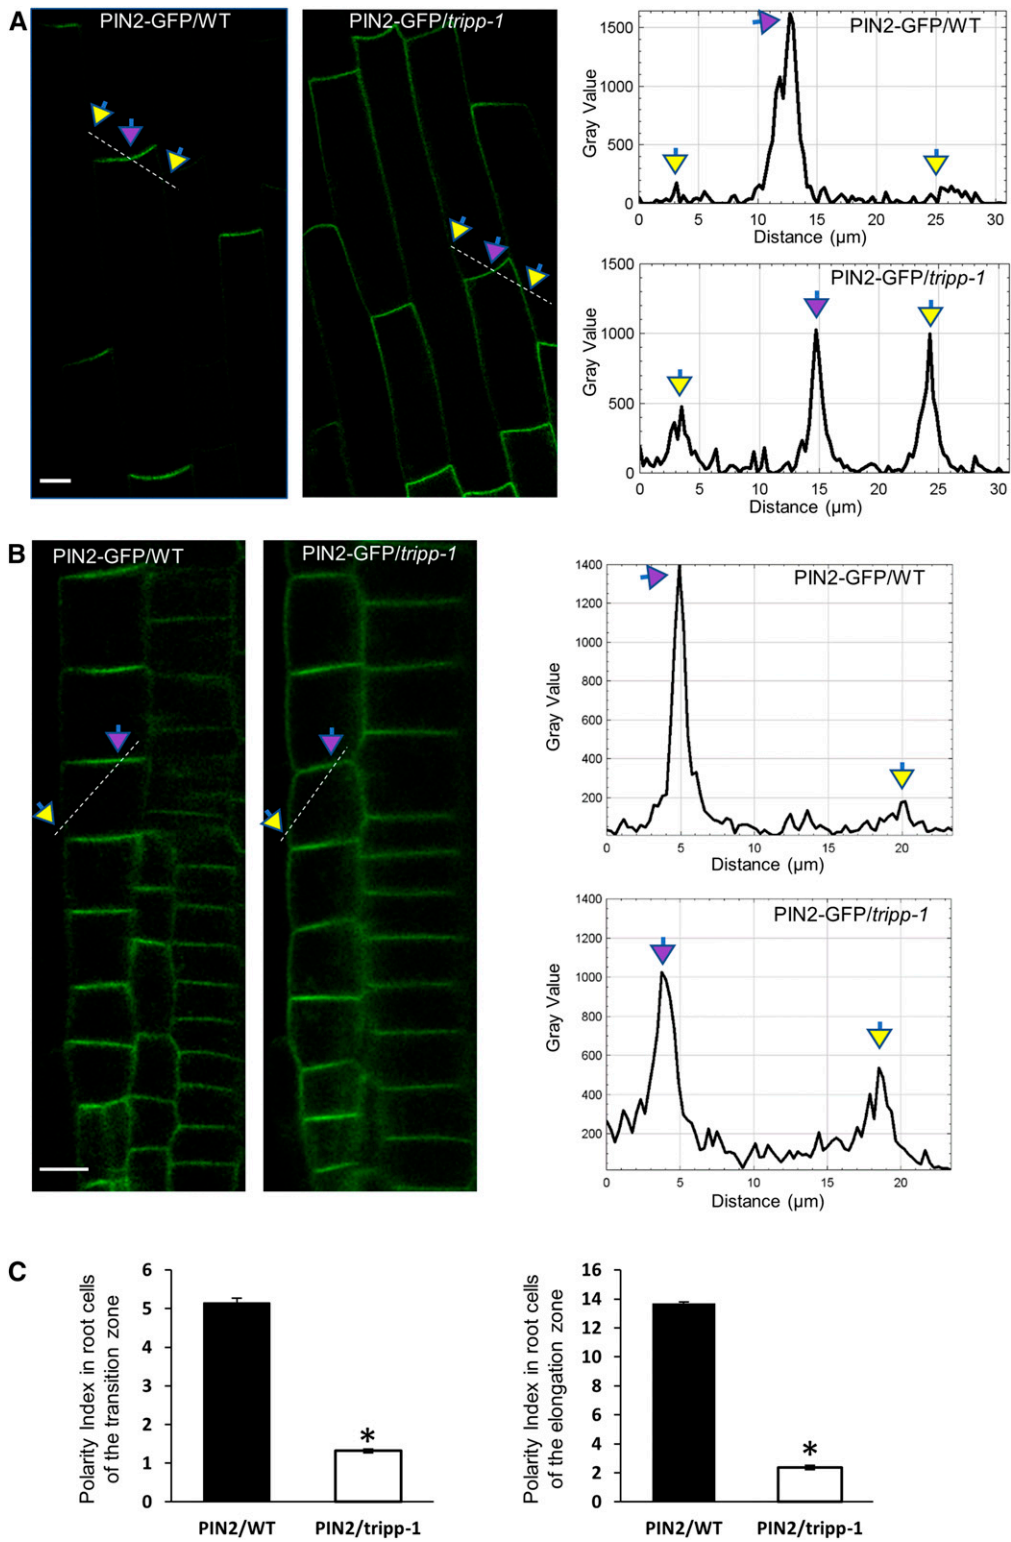 A
PIN2-GFP/WT
PIN2-GFP/tripp-1
PIN2-GFP/WT
Gray Value
1500
1000
500
0
0 5 10 15 20 25 30
Distance (µm)
PIN2-GFP/tripp-1
Gray Value
1500
1000
500
0
0 5 10 15 20 25 30
Distance (µm)
B
PIN2-GFP/WT
PIN2-GFP/tripp-1
PIN2-GFP/WT
Gray Value
1400
1200
1000
800
600
400
200
0 5 10 15 20
Distance (µm)
PIN2-GFP/tripp-1
Gray Value
1400
1200
1000
800
600
400
200
0 5 10 15 20
Distance (µm)
C
Polarity Index in root cells
of the transition zone
6
5
4
3
2
1
0
*
PIN2/WT PIN2/tripp-1
Polarity Index in root cells
of the elongation zone
16
14
12
10
8
6
4
2
0
*
PIN2/WT PIN2/tripp-1